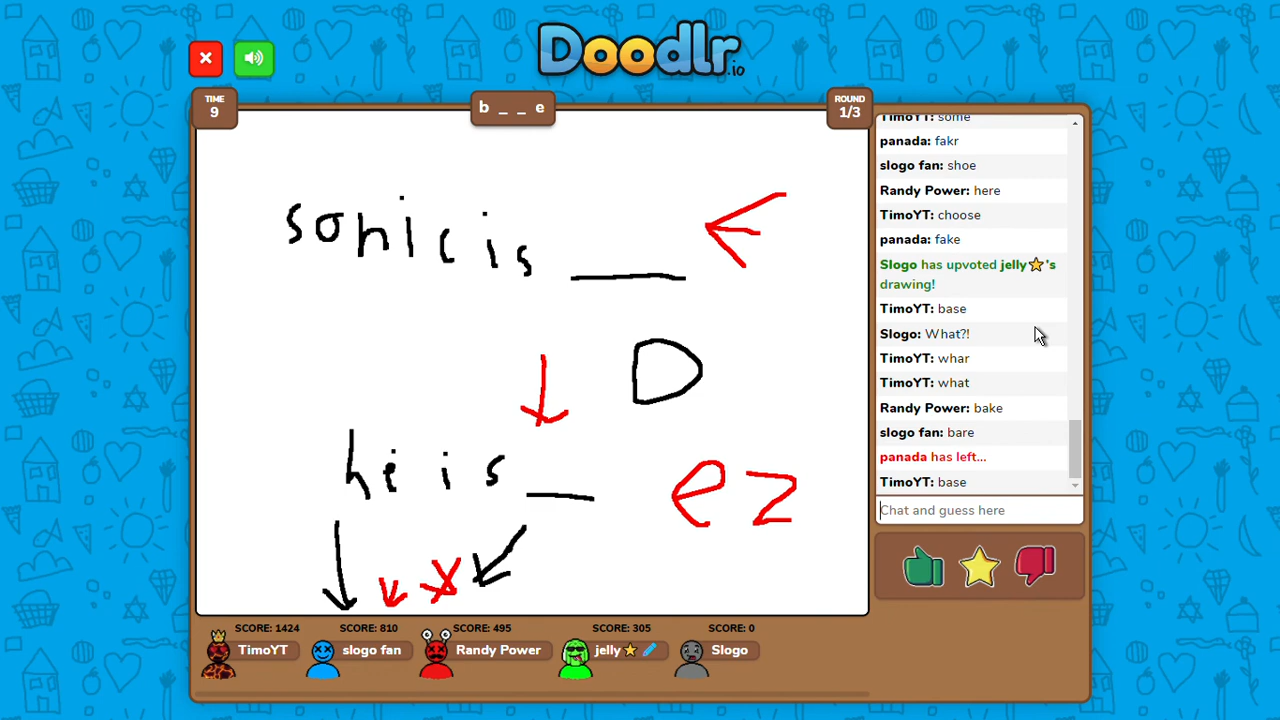 Doodlr.io
TIME
9
b _ _ e
ROUND
1/3
sonic is ___
D
he is __
ez
TimoYT: some
panada: fakr
slogo fan: shoe
Randy Power: here
TimoYT: choose
panada: fake
Slogo has upvoted jelly⭐'s
drawing!
TimoYT: base
Slogo: What?!
TimoYT: whar
TimoYT: what
Randy Power: bake
slogo fan: bare
panada has left...
TimoYT: base
Chat and guess here
SCORE: 1424
TimoYT
SCORE: 810
slogo fan
SCORE: 495
Randy Power
SCORE: 305
jelly⭐
SCORE: 0
Slogo